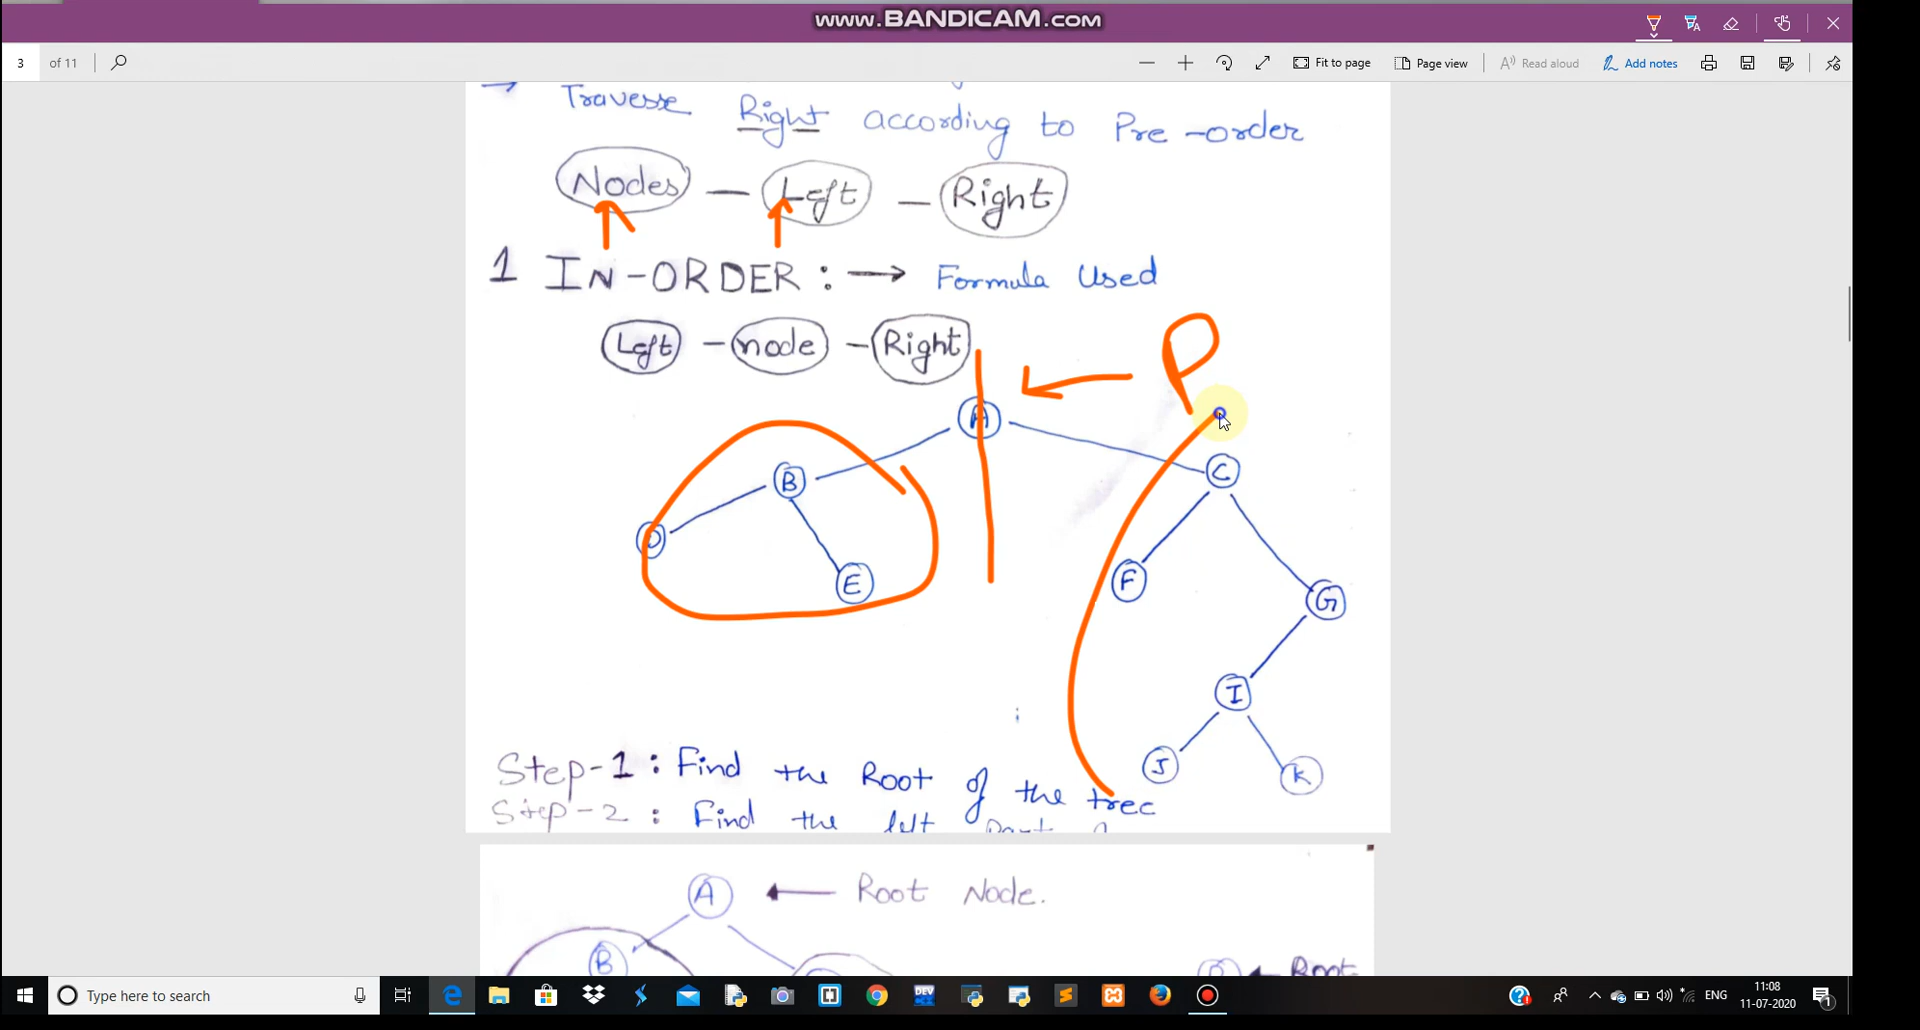 www.BANDICAM.com
3 of 11
Fit to page
Page view
Read aloud
Add notes
Traverse Right according to Pre-order
Nodes - Left - Right
1 IN-ORDER : → Formula Used
Left - node - Right
P
A
B
C
D
E
F
G
I
J
K
Step-1 : Find the Root of the tree
Step-2 : Find the left Part
A ← Root Node.
B
Root
Type here to search
DEV
ENG
11:08
11-07-2020
1